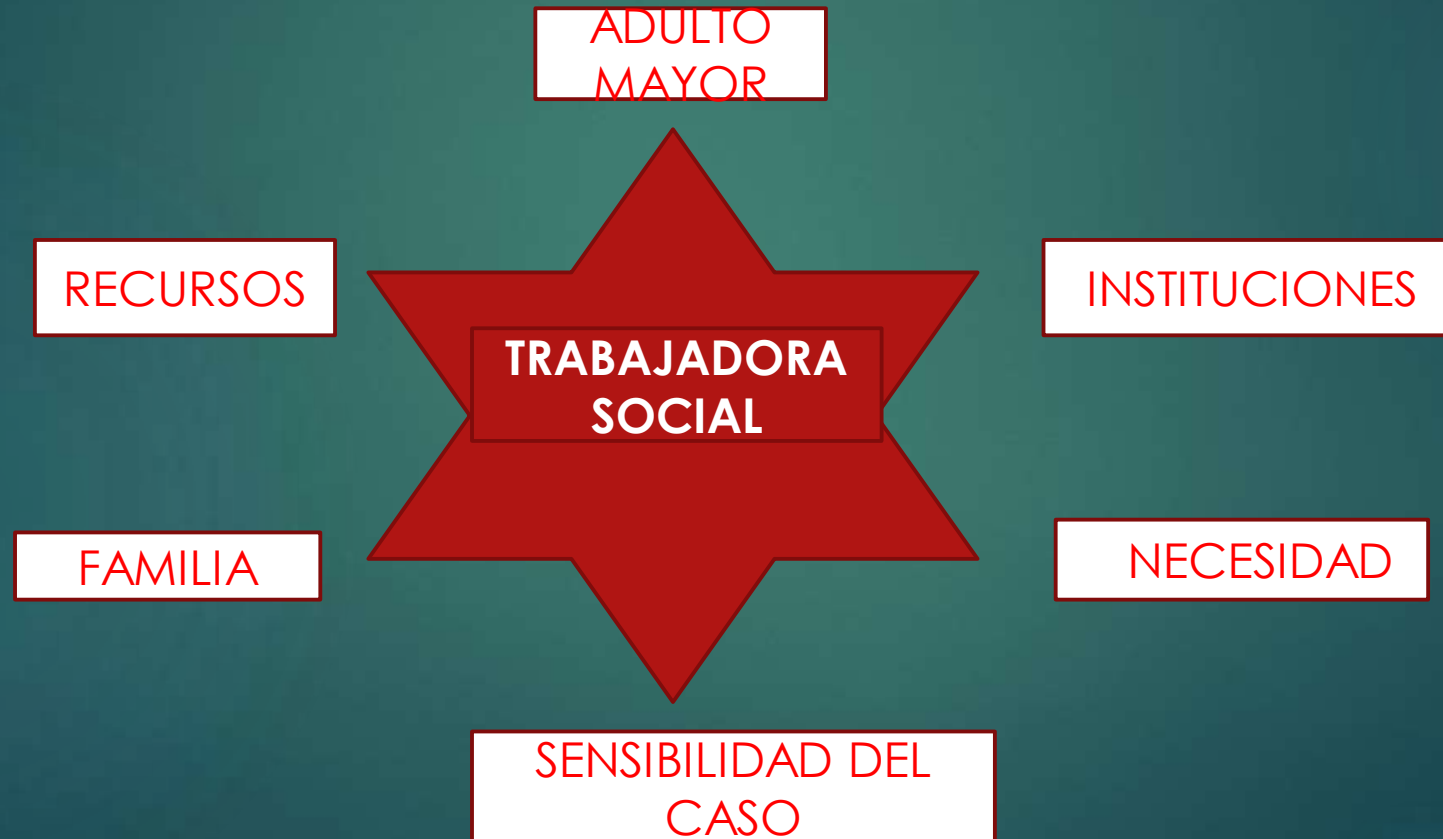 ADULTO
MAYOR
RECURSOS
INSTITUCIONES
TRABAJADORA
SOCIAL
FAMILIA
NECESIDAD
SENSIBILIDAD DEL
CASO